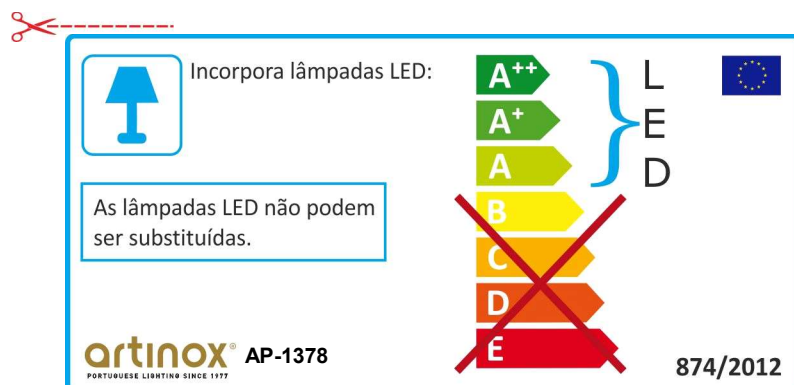 Incorpora lâmpadas LED:
As lâmpadas LED não podem
ser substituídas.
A++
A+
A
B
C
D
E
L
E
D
artinox® AP-1378
PORTUGUESE LIGHTING SINCE 1977
874/2012